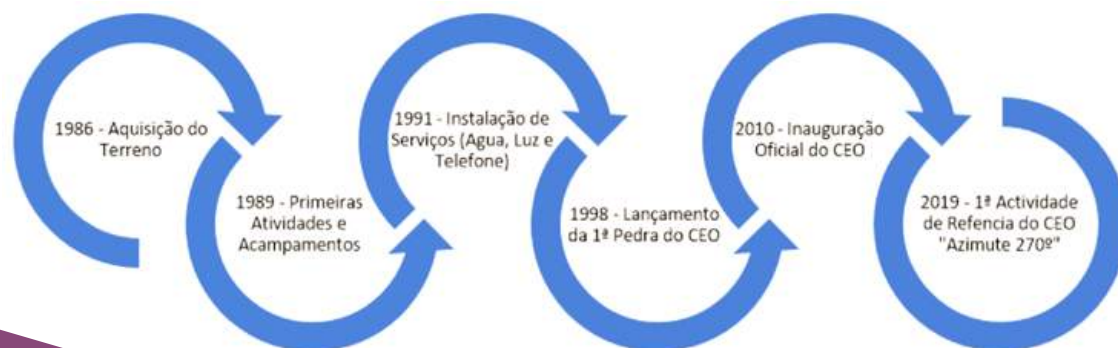 1986 - Aquisição do
Terreno
1989 - Primeiras
Atividades e
Acampamentos
1991 - Instalação de
Serviços (Agua, Luz e
Telefone)
1998 - Lançamento
da 1ª Pedra do CEO
2010 - Inauguração
Oficial do CEO
2019 - 1ª Actividade
de Refencia do CEO
"Azimute 270º"